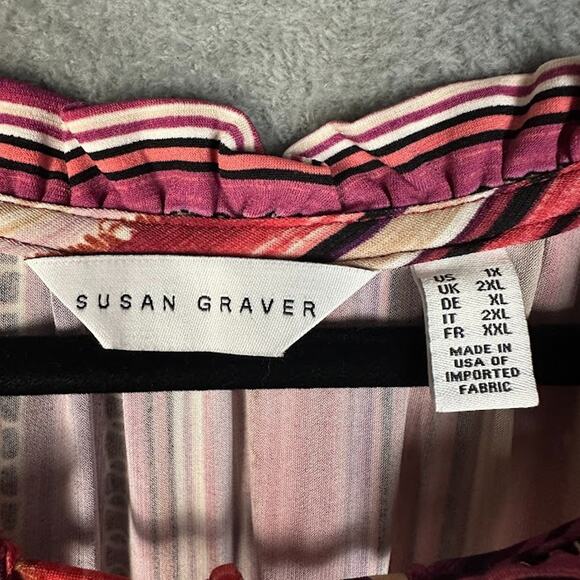 SUSAN GRAVER
US 1X
UK 2XL
DE XL
IT 2XL
FR XXL
MADE IN
USA OF
IMPORTED
FABRIC